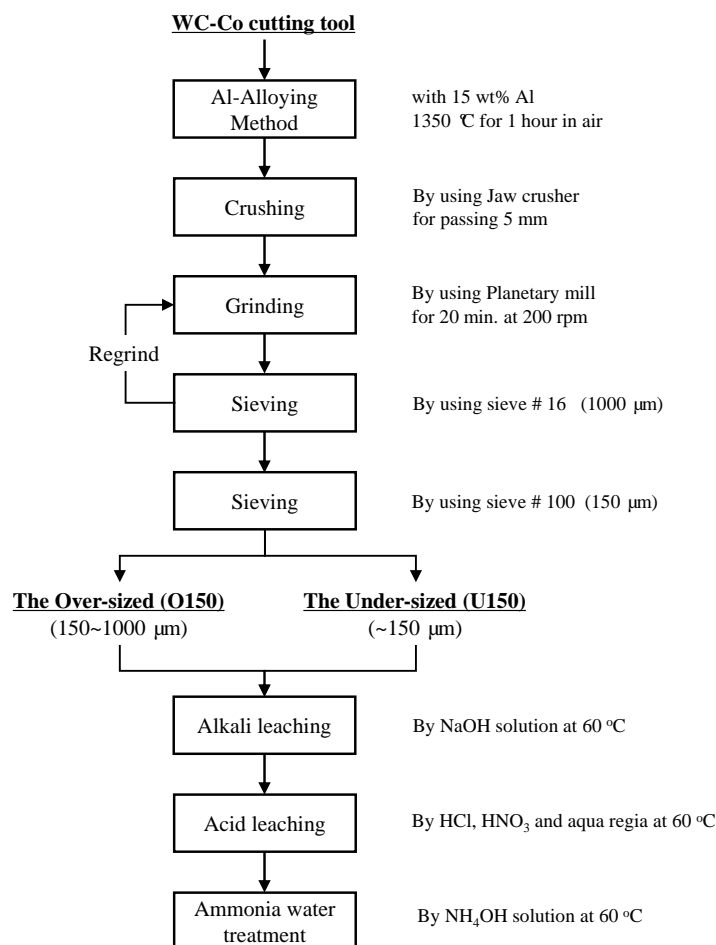 WC-Co cutting tool
Al-Alloying
Method
with 15 wt% Al
1350 ℃ for 1 hour in air
Crushing
By using Jaw crusher
for passing 5 mm
Grinding
By using Planetary mill
for 20 min. at 200 rpm
Regrind
Sieving
By using sieve # 16 (1000 µm)
Sieving
By using sieve # 100 (150 µm)
The Over-sized (O150)
(150~1000 µm)
The Under-sized (U150)
(~150 µm)
Alkali leaching
By NaOH solution at 60 ºC
Acid leaching
By HCl, HNO₃ and aqua regia at 60 ºC
Ammonia water
treatment
By NH₄OH solution at 60 ºC